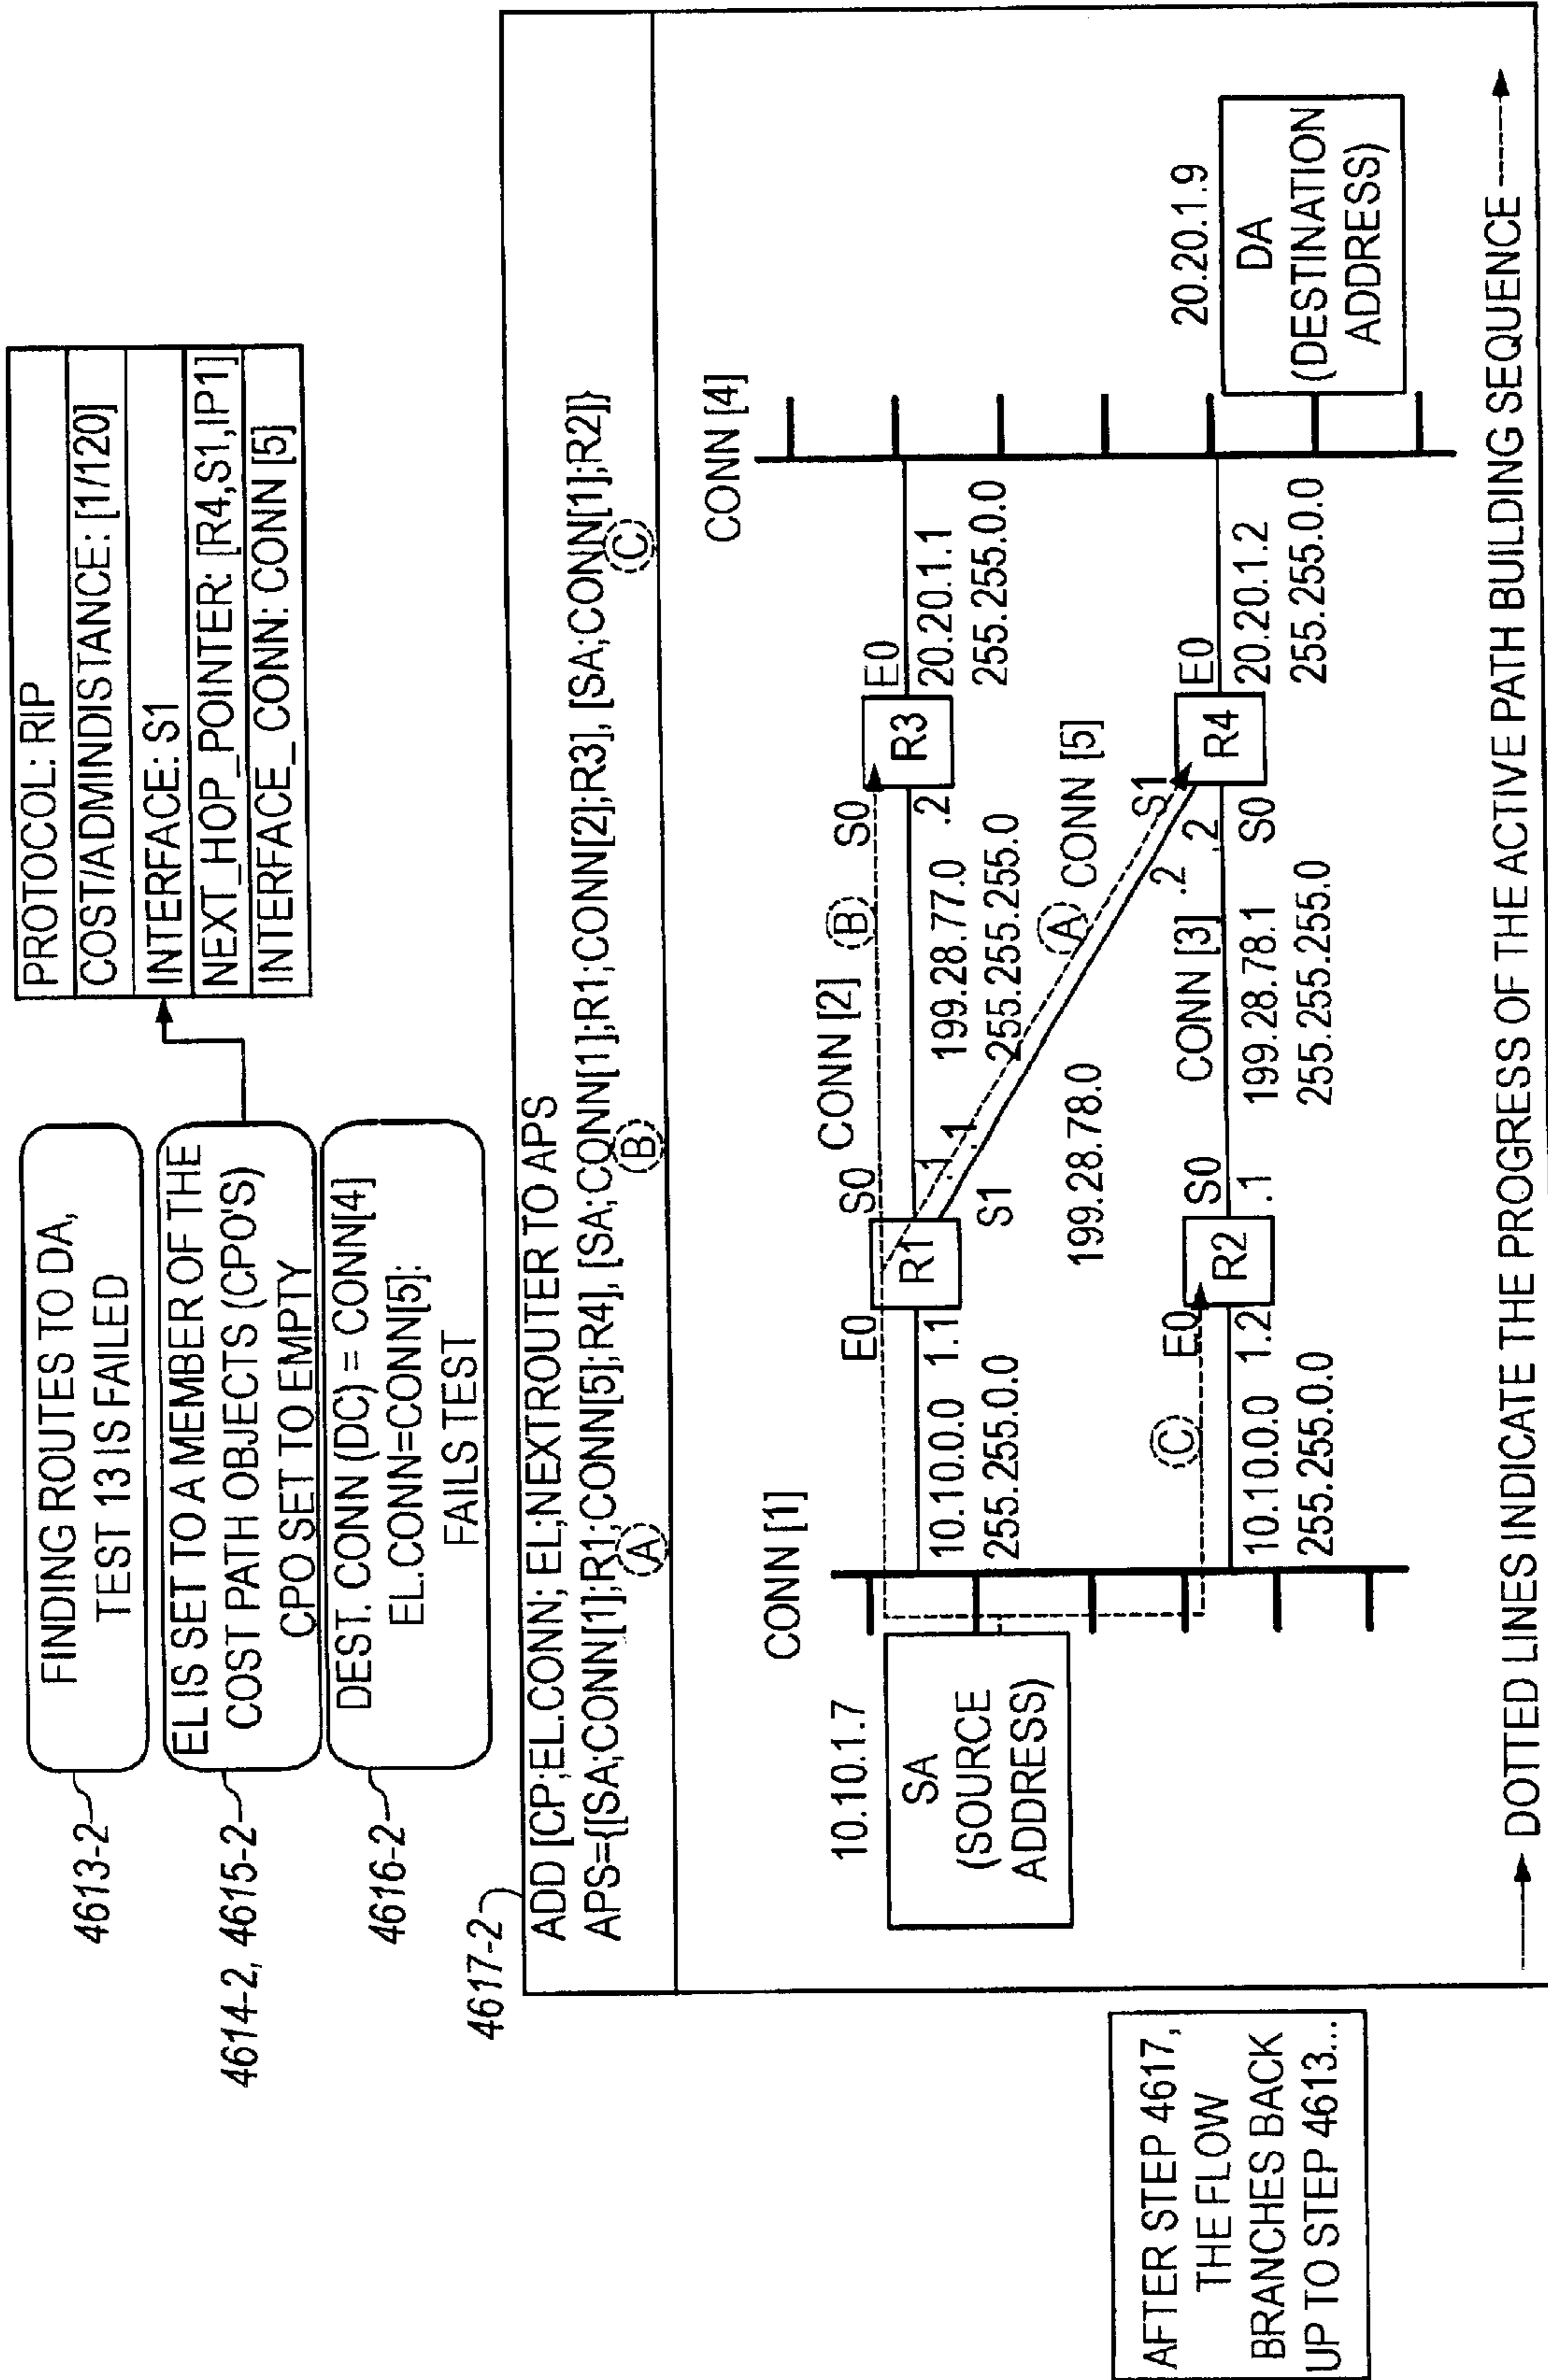 4613-2
FINDING ROUTES TO DA,
TEST 13 IS FAILED
4614-2, 4615-2
EL IS SET TO A MEMBER OF THE
COST PATH OBJECTS (CPO'S)
CPO SET TO EMPTY
PROTOCOL: RIP
COST/ADMINDISTANCE: [1/120]
INTERFACE: S1
NEXT_HOP_POINTER: [R4,S1,IP1]
INTERFACE_CONN: CONN [5]
4616-2
DEST. CONN (DC) = CONN[4]
EL.CONN=CONN[5]:
FAILS TEST
4617-2
ADD [CP;EL.CONN; EL;NEXTROUTER TO APS
APS={[SA;CONN[1];R1;CONN[5];R4], [SA;CONN[1];R1;CONN[2];R3], [SA;CONN[1];R2]}
A
B
C
CONN [1]
CONN [4]
10.10.1.7
SA
(SOURCE
ADDRESS)
E0
R1
S0
CONN [2]
B
S0
R3
E0
10.10.0.0 1.1
255.255.0.0
S1
.1
.1
199.28.77.0
255.255.255.0
.2
20.20.1.1
255.255.0.0
199.28.78.0
A
CONN [5]
S1
.2
20.20.1.9
DA
(DESTINATION
ADDRESS)
C
E0
R2
S0
CONN [3]
.2
R4
E0
10.10.0.0 1.2
255.255.0.0
.1
199.28.78.1
255.255.255.0
S0
20.20.1.2
255.255.0.0
DOTTED LINES INDICATE THE PROGRESS OF THE ACTIVE PATH BUILDING SEQUENCE
AFTER STEP 4617,
THE FLOW
BRANCHES BACK
UP TO STEP 4613...